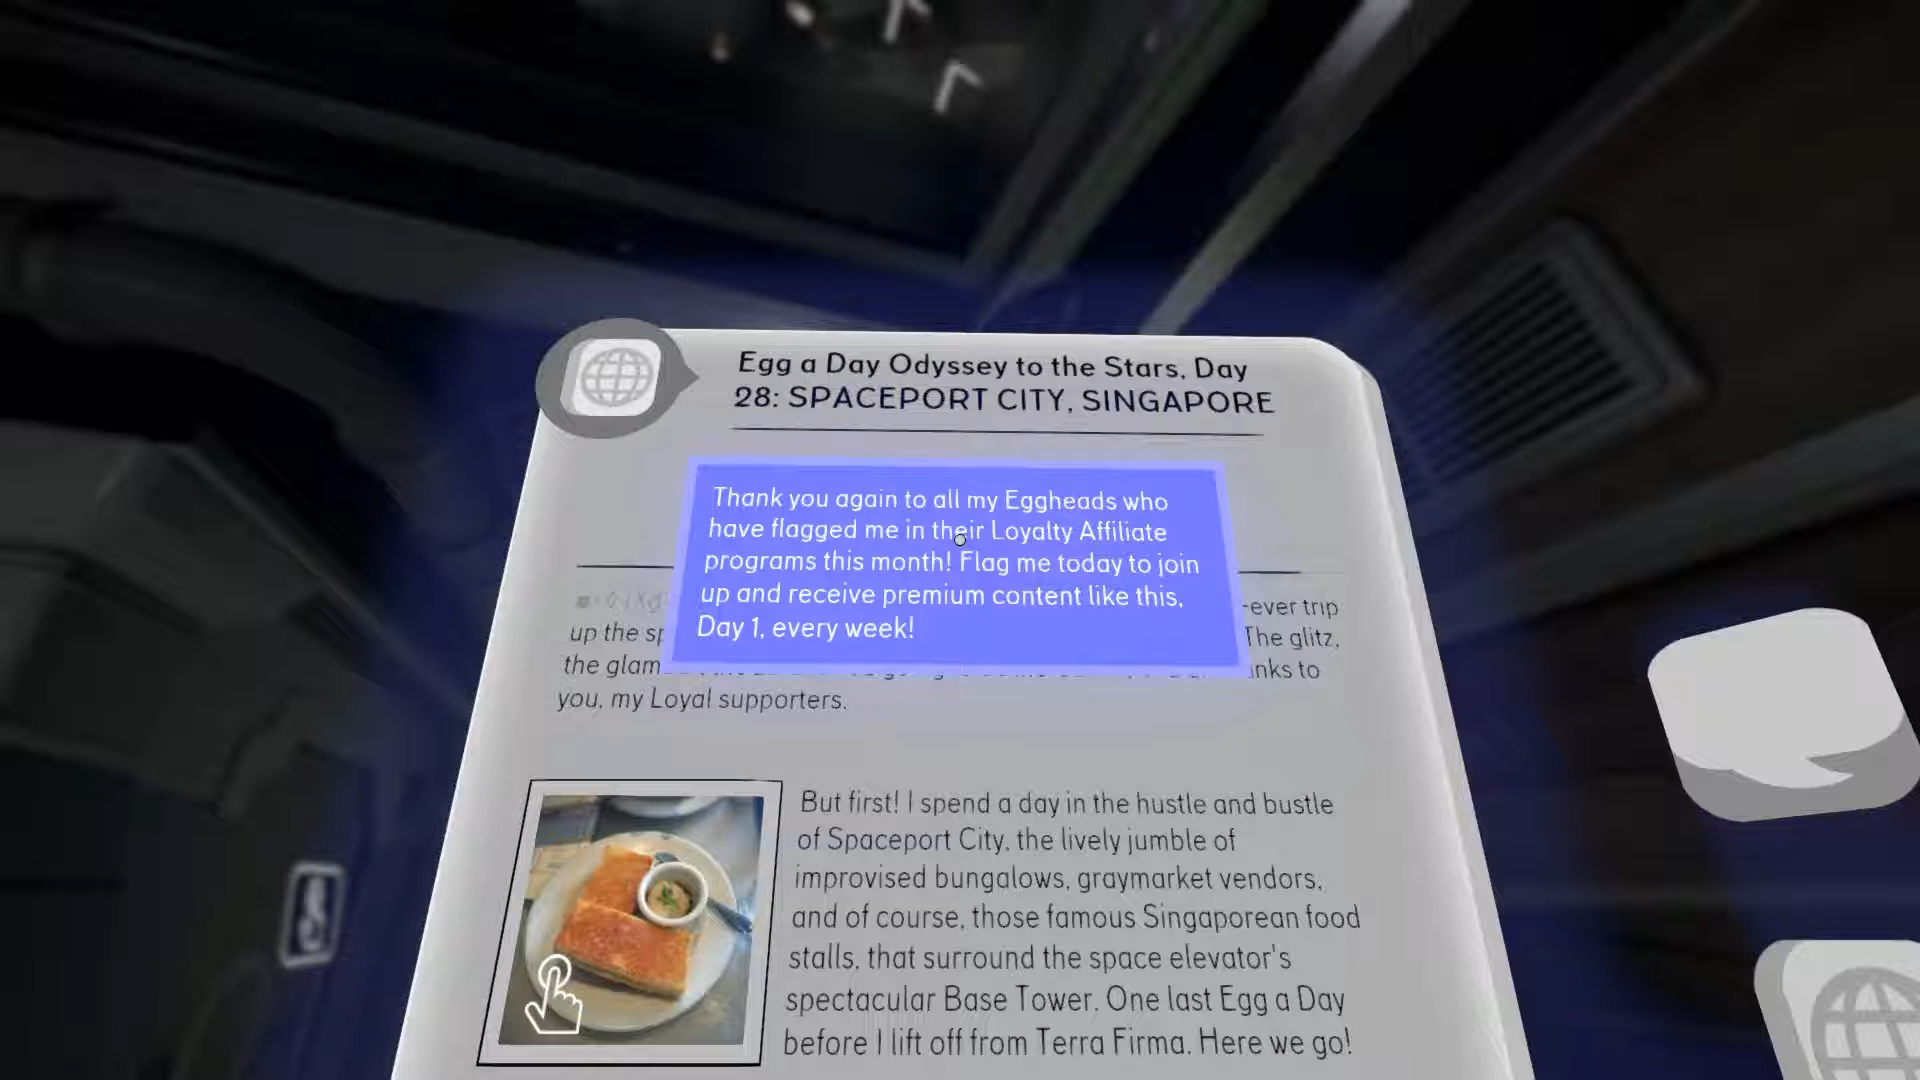 Egg a Day Odyssey to the Stars, Day
28: SPACEPORT CITY, SINGAPORE
Thank you again to all my Eggheads who
have flagged me in their Loyalty Affiliate
programs this month! Flag me today to join
up and receive premium content like this,
Day 1, every week!
-ever trip
up the The glitz,
the glam to
you, my Loyal supporters.
But first! I spend a day in the hustle and bustle
of Spaceport City, the lively jumble of
improvised bungalows, graymarket vendors,
and of course, those famous Singaporean food
stalls, that surround the space elevator's
spectacular Base Tower. One last Egg a Day
before I lift off from Terra Firma. Here we go!